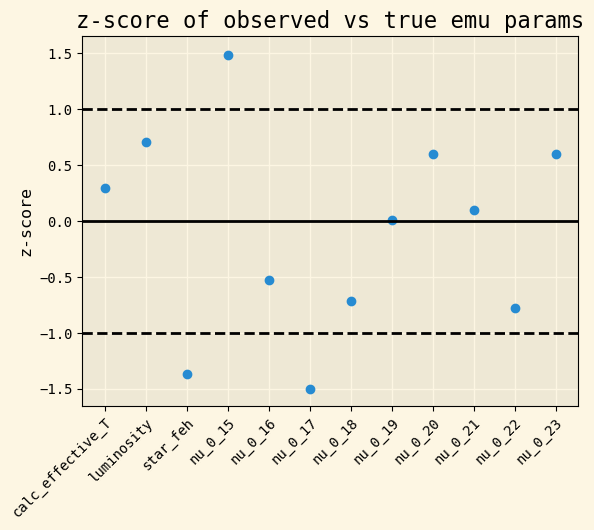 z-score of observed vs true emu params
z-score
1.5
1.0
0.5
0.0
−0.5
−1.0
−1.5
calc_effective_T
luminosity
star_feh
nu_0_15
nu_0_16
nu_0_17
nu_0_18
nu_0_19
nu_0_20
nu_0_21
nu_0_22
nu_0_23